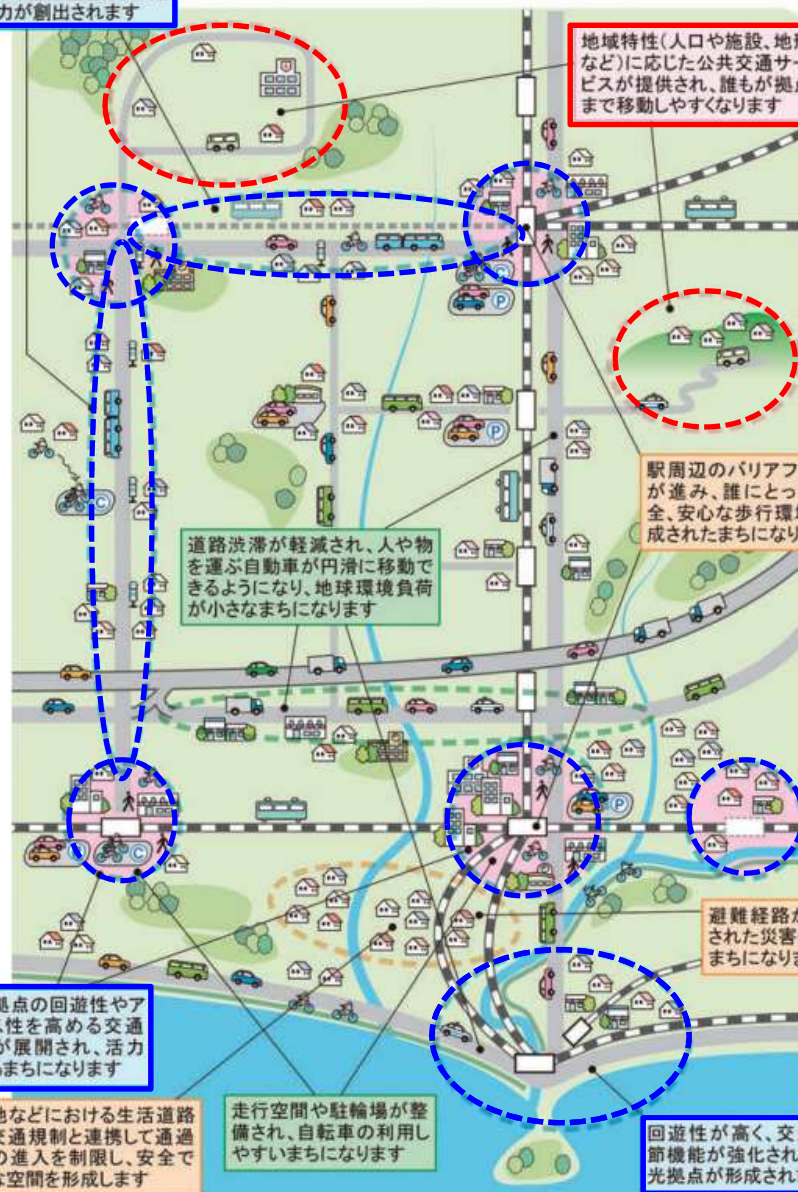 力が創出されます
地域特性（人口や施設、地形
など）に応じた公共交通サー
ビスが提供され、誰もが拠点
まで移動しやすくなります
C
P
P
C
駅周辺のバリアフ
が進み、誰にとっ
全、安心な歩行環境
成されたまちになり
道路渋滞が軽減され、人や物
を運ぶ自動車が円滑に移動で
きるようになり、地球環境負荷
が小さなまちになります
P
C
避難経路が
された災害
まちになりま
拠点の回遊性やア
ス性を高める交通
が展開され、活力
るまちになります
地などにおける生活道路
交通規制と連携して通過
の進入を制限し、安全で
な空間を形成します
走行空間や駐輪場が整
備され、自転車の利用し
やすいまちになります
回遊性が高く、交
節機能が強化され
光拠点が形成され